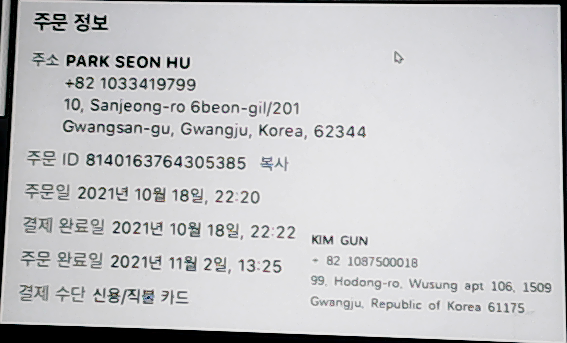 주문 정보
주소 PARK SEON HU
+82 1033419799
10, Sanjeong-ro 6beon-gil/201
Gwangsan-gu, Gwangju, Korea, 62344
주문 ID 8140163764305385 복사
주문일 2021년 10월 18일, 22:20
결제 완료일 2021년 10월 18일, 22:22
주문 완료일 2021년 11월 2일, 13:25
결제 수단 신용/직불 카드
KIM GUN
+ 82 1087500018
99, Hodong-ro, Wusung apt 106, 1509
Gwangju, Republic of Korea 61175